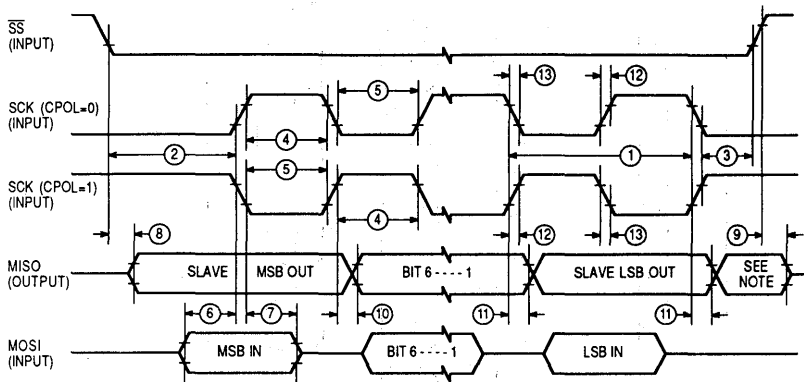 SS
(INPUT)
13
12
5
SCK (CPOL=0)
(INPUT)
4
2
5
1
3
SCK (CPOL=1)
(INPUT)
4
12
13
8
9
MISO
(OUTPUT)
SLAVE MSB OUT
BIT 6 - - - - 1
SLAVE LSB OUT
SEE
NOTE
6
7
10
11
11
MOSI
(INPUT)
MSB IN
BIT 6 - - - - 1
LSB IN